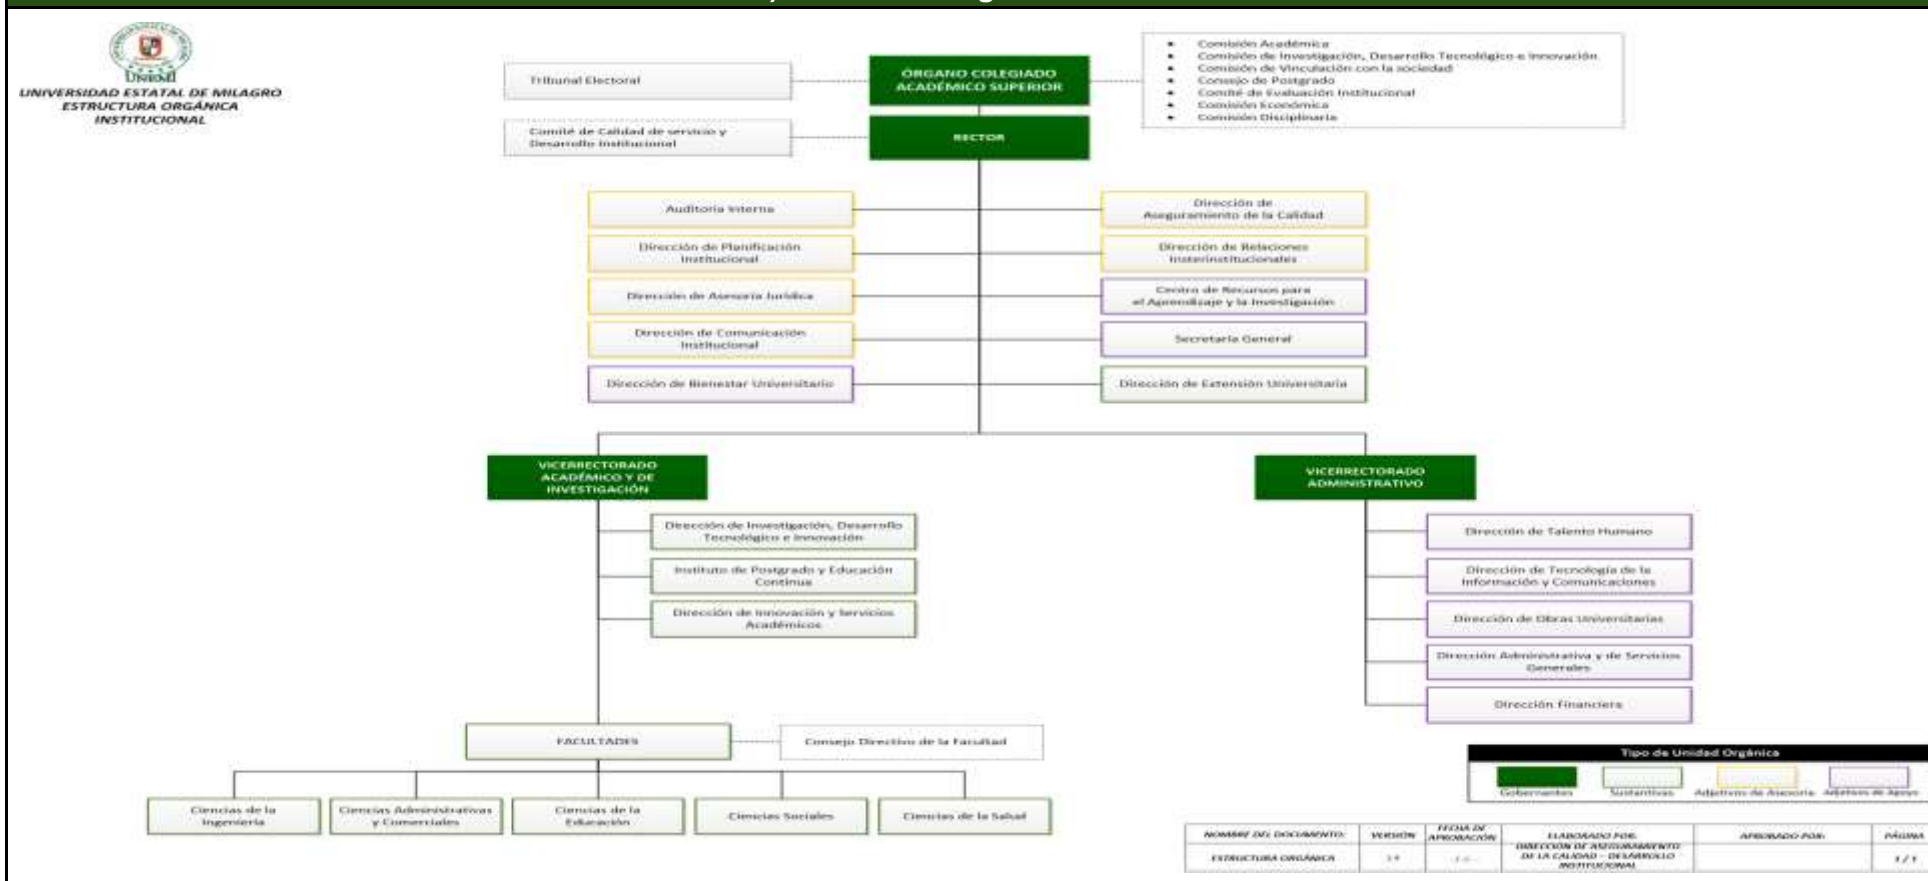 UNEMI
UNIVERSIDAD ESTATAL DE MILAGRO
ESTRUCTURA ORGÁNICA
INSTITUCIONAL
Tribunal Electoral
ÓRGANO COLEGIADO
ACADÉMICO SUPERIOR
• Comisión Académica
• Comisión de Investigación, Desarrollo Tecnológico e Innovación
• Comisión de Vinculación con la sociedad
• Consejo de Postgrado
• Comité de Evaluación Institucional
• Comisión Económica
• Comisión Disciplinaria
Comité de Calidad de servicio y
Desarrollo Institucional
RECTOR
Auditoría Interna
Dirección de
Aseguramiento de la Calidad
Dirección de Planificación
Institucional
Dirección de Relaciones
Insterinstitucionales
Dirección de Asesoría Jurídica
Centro de Recursos para
el Aprendizaje y la Investigación
Dirección de Comunicación
Institucional
Secretaría General
Dirección de Bienestar Universitario
Dirección de Extensión Universitaria
VICERRECTORADO
ACADÉMICO Y DE
INVESTIGACIÓN
VICERRECTORADO
ADMINISTRATIVO
Dirección de Investigación, Desarrollo
Tecnológico e Innovación
Instituto de Postgrado y Educación
Continua
Dirección de Innovación y Servicios
Académicos
Dirección de Talento Humano
Dirección de Tecnología de la
Información y Comunicaciones
Dirección de Obras Universitarias
Dirección Administrativa y de Servicios
Generales
Dirección Financiera
FACULTADES
Consejo Directivo de la Facultad
Ciencias de la
Ingeniería
Ciencias Administrativas
y Comerciales
Ciencias de la
Educación
Ciencias Sociales
Ciencias de la Salud
Tipo de Unidad Orgánica
Gobernantes
Sustantivas
Adjetivos de Asesoría
Adjetivos de Apoyo
NOMBRE DEL DOCUMENTO:
VERSIÓN
FECHA DE
APROBACIÓN
ELABORADO POR:
APROBADO POR:
PÁGINA
ESTRUCTURA ORGÁNICA
DIRECCIÓN DE ASEGURAMIENTO
DE LA CALIDAD – DESARROLLO
INSTITUCIONAL
1 / 1